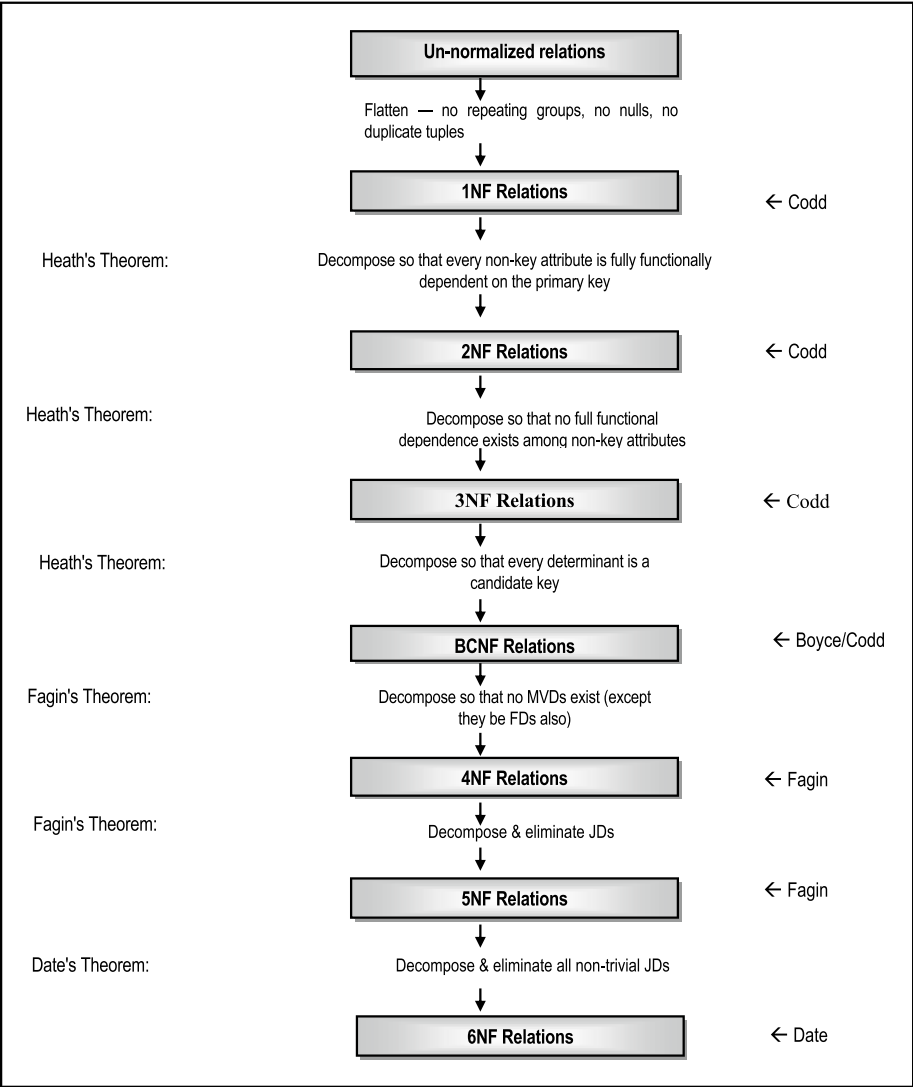 Un-normalized relations
Flatten — no repeating groups, no nulls, no
duplicate tuples
1NF Relations
← Codd
Heath's Theorem:
Decompose so that every non-key attribute is fully functionally
dependent on the primary key
2NF Relations
← Codd
Heath's Theorem:
Decompose so that no full functional
dependence exists among non-key attributes
3NF Relations
← Codd
Heath's Theorem:
Decompose so that every determinant is a
candidate key
BCNF Relations
← Boyce/Codd
Fagin's Theorem:
Decompose so that no MVDs exist (except
they be FDs also)
4NF Relations
← Fagin
Fagin's Theorem:
Decompose & eliminate JDs
5NF Relations
← Fagin
Date's Theorem:
Decompose & eliminate all non-trivial JDs
6NF Relations
← Date